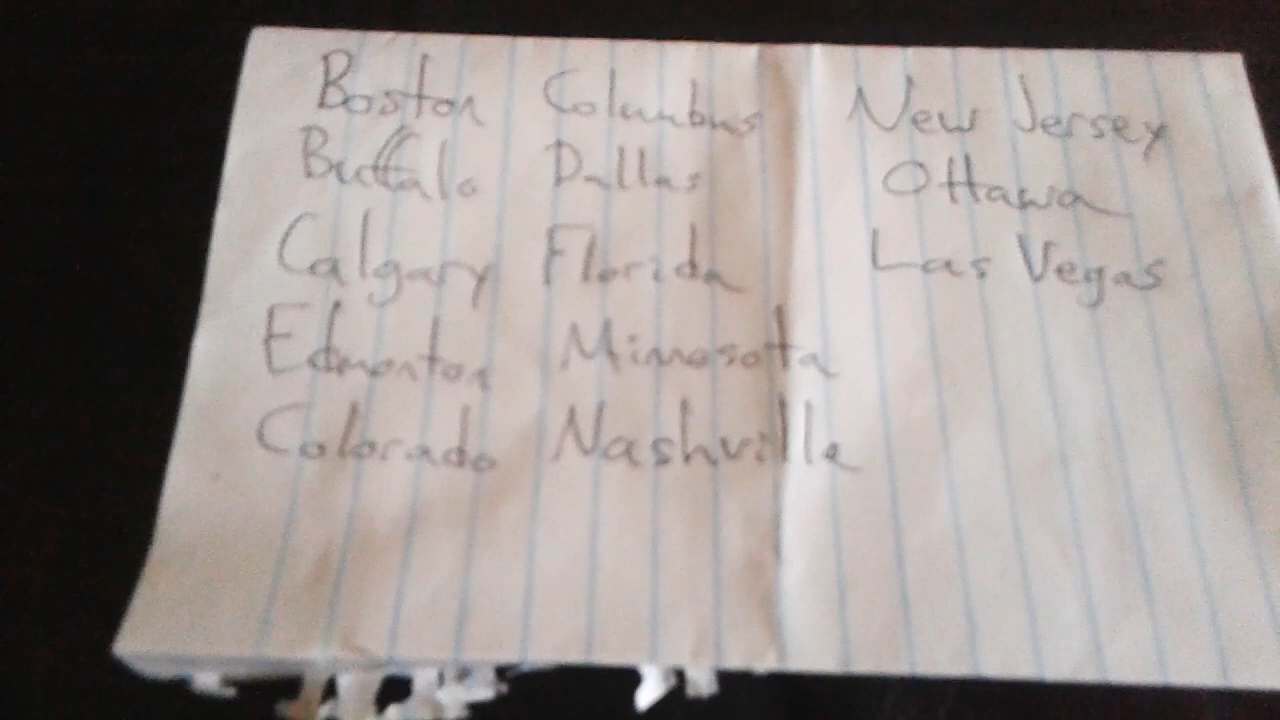 Boston Columbus New Jersey
Buffalo Dallas Ottawa
Calgary Florida Las Vegas
Edmonton Minnesota
Colorado Nashville